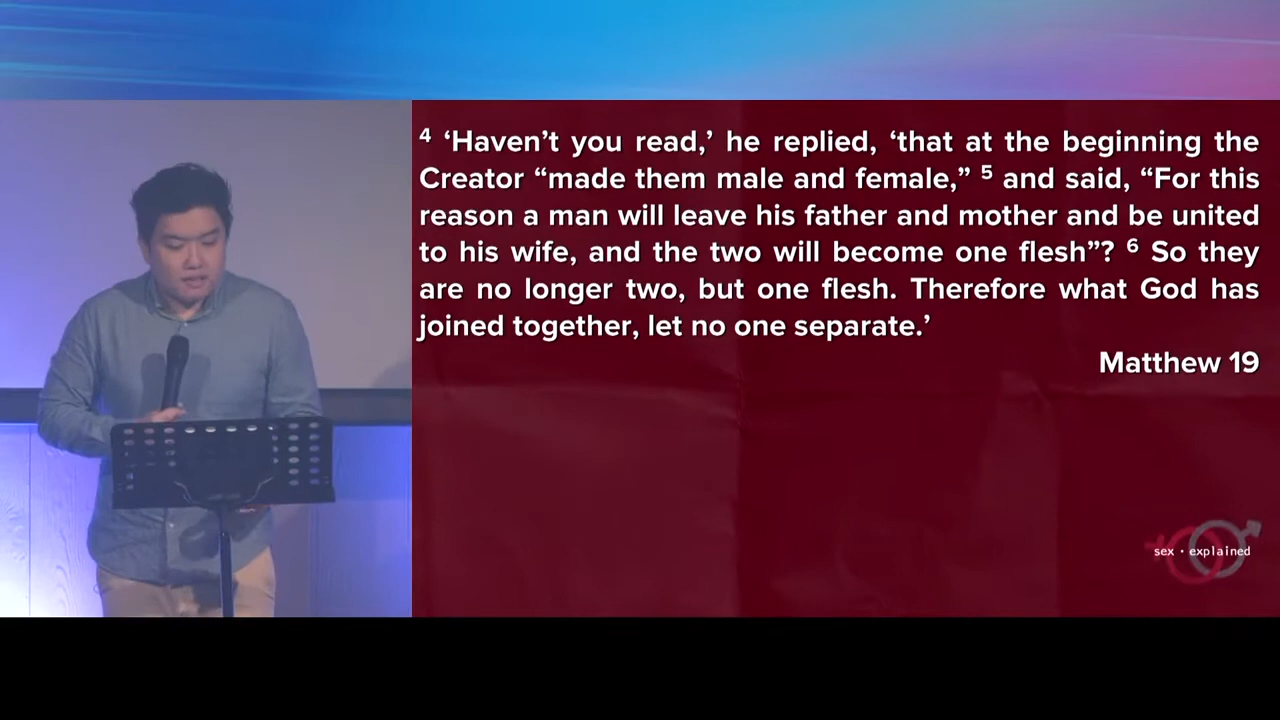 ⁴ ‘Haven’t you read,’ he replied, ‘that at the beginning the
Creator “made them male and female,” ⁵ and said, “For this
reason a man will leave his father and mother and be united
to his wife, and the two will become one flesh”? ⁶ So they
are no longer two, but one flesh. Therefore what God has
joined together, let no one separate.’
Matthew 19
sex · explained